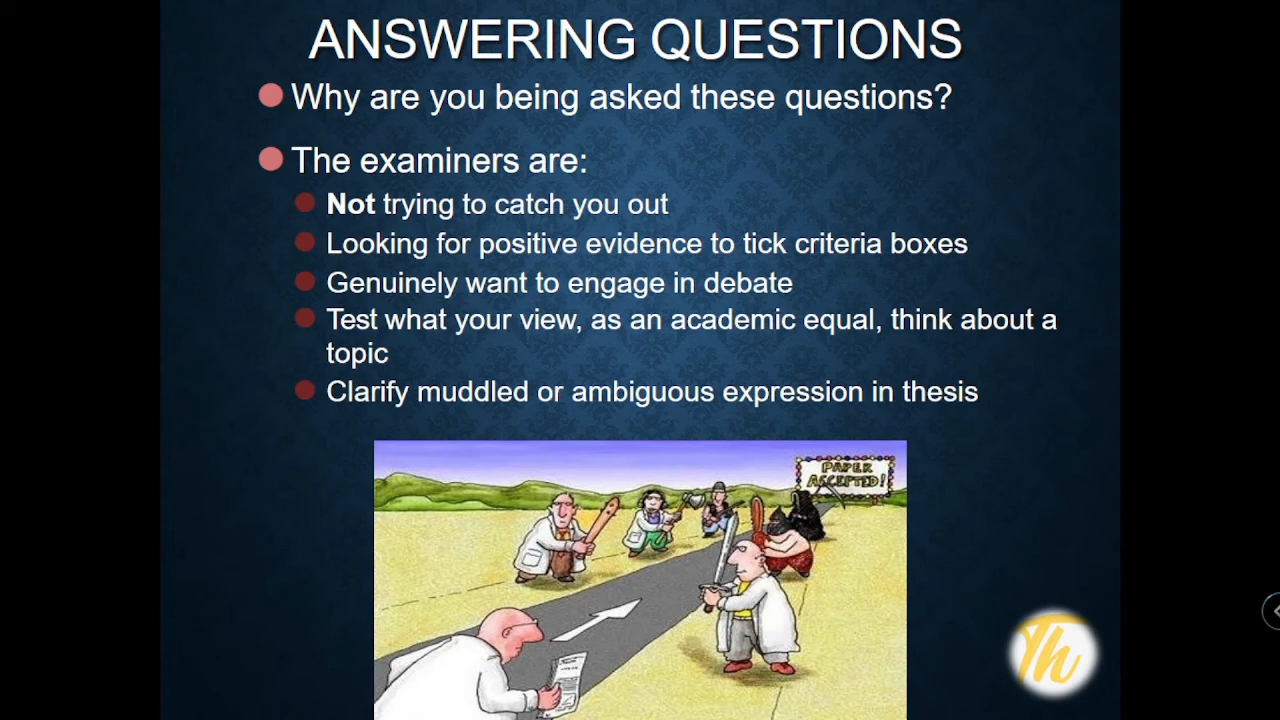 ANSWERING QUESTIONS
Why are you being asked these questions?
The examiners are:
Not trying to catch you out
Looking for positive evidence to tick criteria boxes
Genuinely want to engage in debate
Test what your view, as an academic equal, think about a
topic
Clarify muddled or ambiguous expression in thesis
PAPER
ACCEPTED!
Th